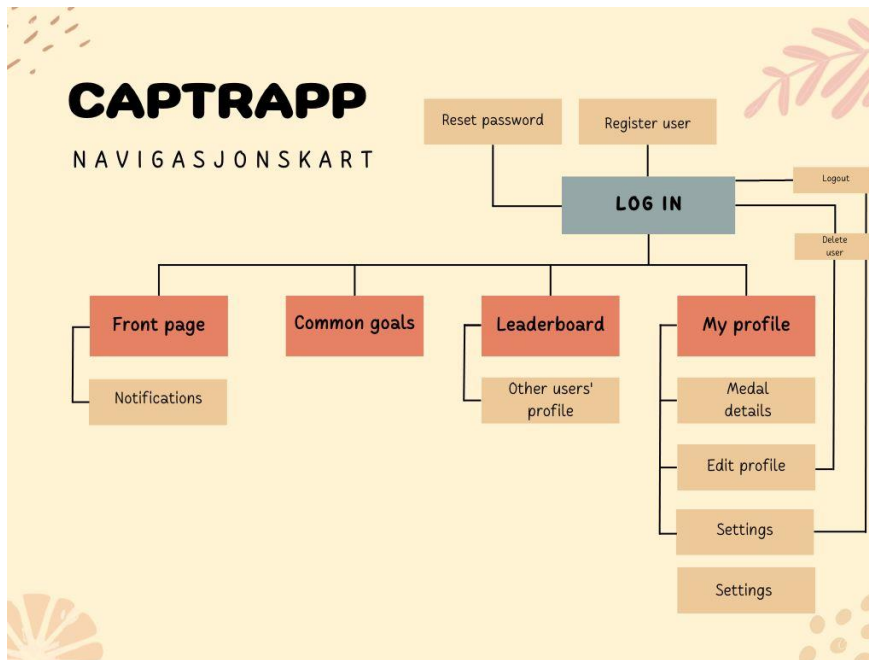 CAPTRAPP
NAVIGASJONSKART
Reset password
Register user
LOG IN
Logout
Delete
user
Front page
Common goals
Leaderboard
My profile
Notifications
Other users'
profile
Medal
details
Edit profile
Settings
Settings